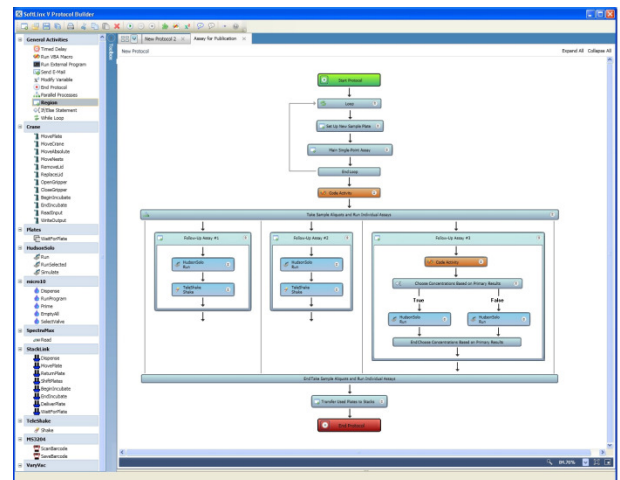 SoftLinx V Protocol Builder
New Protocol 2
Assay for Publication
New Protocol
Expand All Collapse All
Toolbox
General Activities
Timed Delay
Run VBA Macro
Run External Program
Send E-Mail
Modify Variable
End Protocol
Parallel Processes
Region
If/Else Statement
While Loop
Crane
MovePlate
MoveCrane
MoveAbsolute
MoveNests
RemoveLid
ReplaceLid
OpenGripper
CloseGripper
BeginIncubate
EndIncubate
ReadInput
WriteOutput
Plates
WaitForPlate
HudsonSolo
Run
RunSelected
Simulate
micro10
Dispense
RunProgram
Prime
EmptyAll
SelectValve
SpectraMax
Read
StackLink
Dispense
MovePlate
ReturnPlate
ShiftPlates
BeginIncubate
EndIncubate
DeliverPlate
WaitForPlate
TeleShake
Shake
MS3204
ScanBarcode
SaveBarcode
VaryVac
Start Protocol
Loop
Set Up New Sample Plate
Main Single-Point Assay
End Loop
Code Activity
Take Sample Aliquots and Run Individual Assays
Follow-Up Assay #1
HudsonSolo
Run
TeleShake
Shake
Follow-Up Assay #2
HudsonSolo
Run
TeleShake
Shake
Follow-Up Assay #3
Code Activity
Choose Concentrations Based on Primary Results
True
False
HudsonSolo
Run
HudsonSolo
Run
End Choose Concentrations Based on Primary Results
End Take Sample Aliquots and Run Individual Assays
Transfer Used Plates to Stacks
End Protocol